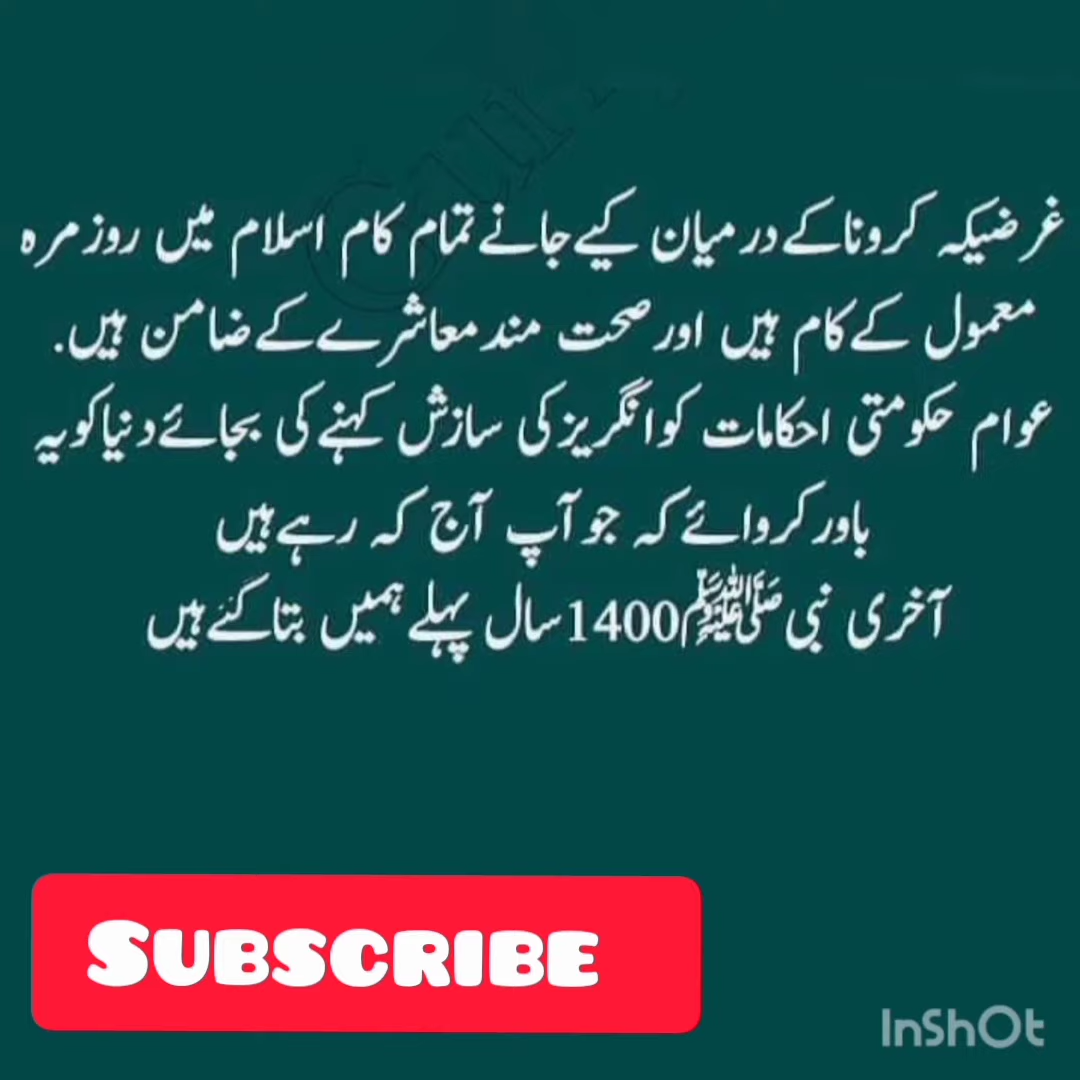 غرضیکہ کرونا کے درمیان کیے جانے تمام کام اسلام میں روزمرہ
معمول کے کام ہیں اور صحت مند معاشرے کے ضامن ہیں.
عوام حکومتی احکامات کو انگریز کی سازش کہنے کی بجائے دنیا کو یہ
باور کروائے کہ جو آپ آج کہ رہے ہیں
آخری نبی ﷺ 1400 سال پہلے ہمیں بتا گئے ہیں
SUBSCRIBE
InShOt